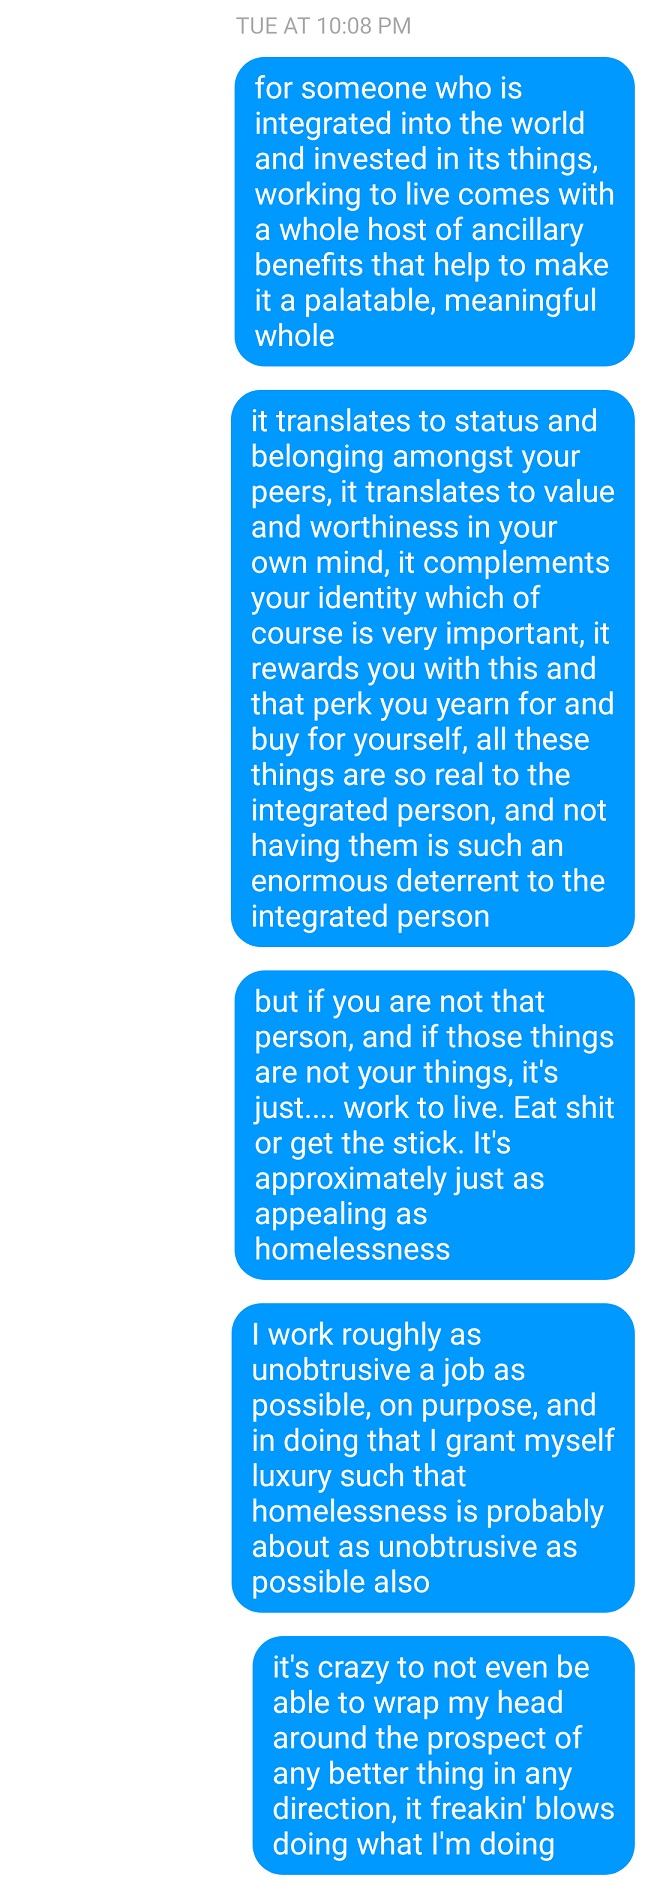 TUE AT 10:08 PM
for someone who is
integrated into the world
and invested in its things,
working to live comes with
a whole host of ancillary
benefits that help to make
it a palatable, meaningful
whole
it translates to status and
belonging amongst your
peers, it translates to value
and worthiness in your
own mind, it complements
your identity which of
course is very important, it
rewards you with this and
that perk you yearn for and
buy for yourself, all these
things are so real to the
integrated person, and not
having them is such an
enormous deterrent to the
integrated person
but if you are not that
person, and if those things
are not your things, it's
just.... work to live. Eat shit
or get the stick. It's
approximately just as
appealing as
homelessness
I work roughly as
unobtrusive a job as
possible, on purpose, and
in doing that I grant myself
luxury such that
homelessness is probably
about as unobtrusive as
possible also
it's crazy to not even be
able to wrap my head
around the prospect of
any better thing in any
direction, it freakin' blows
doing what I'm doing